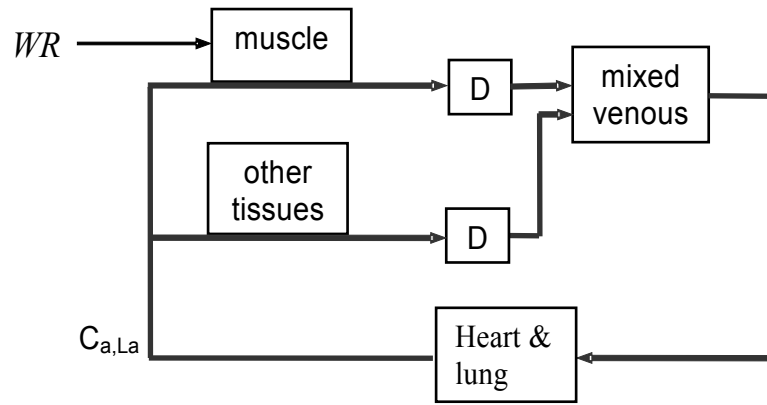 WR
muscle
D
mixed
venous
other
tissues
D
Ca,La
Heart &
lung